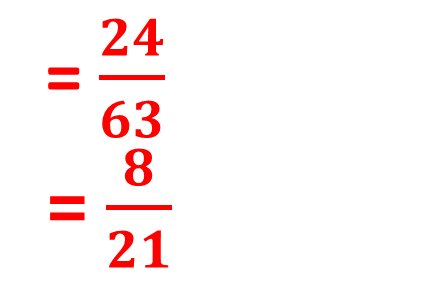 = 24/63
= 8/21